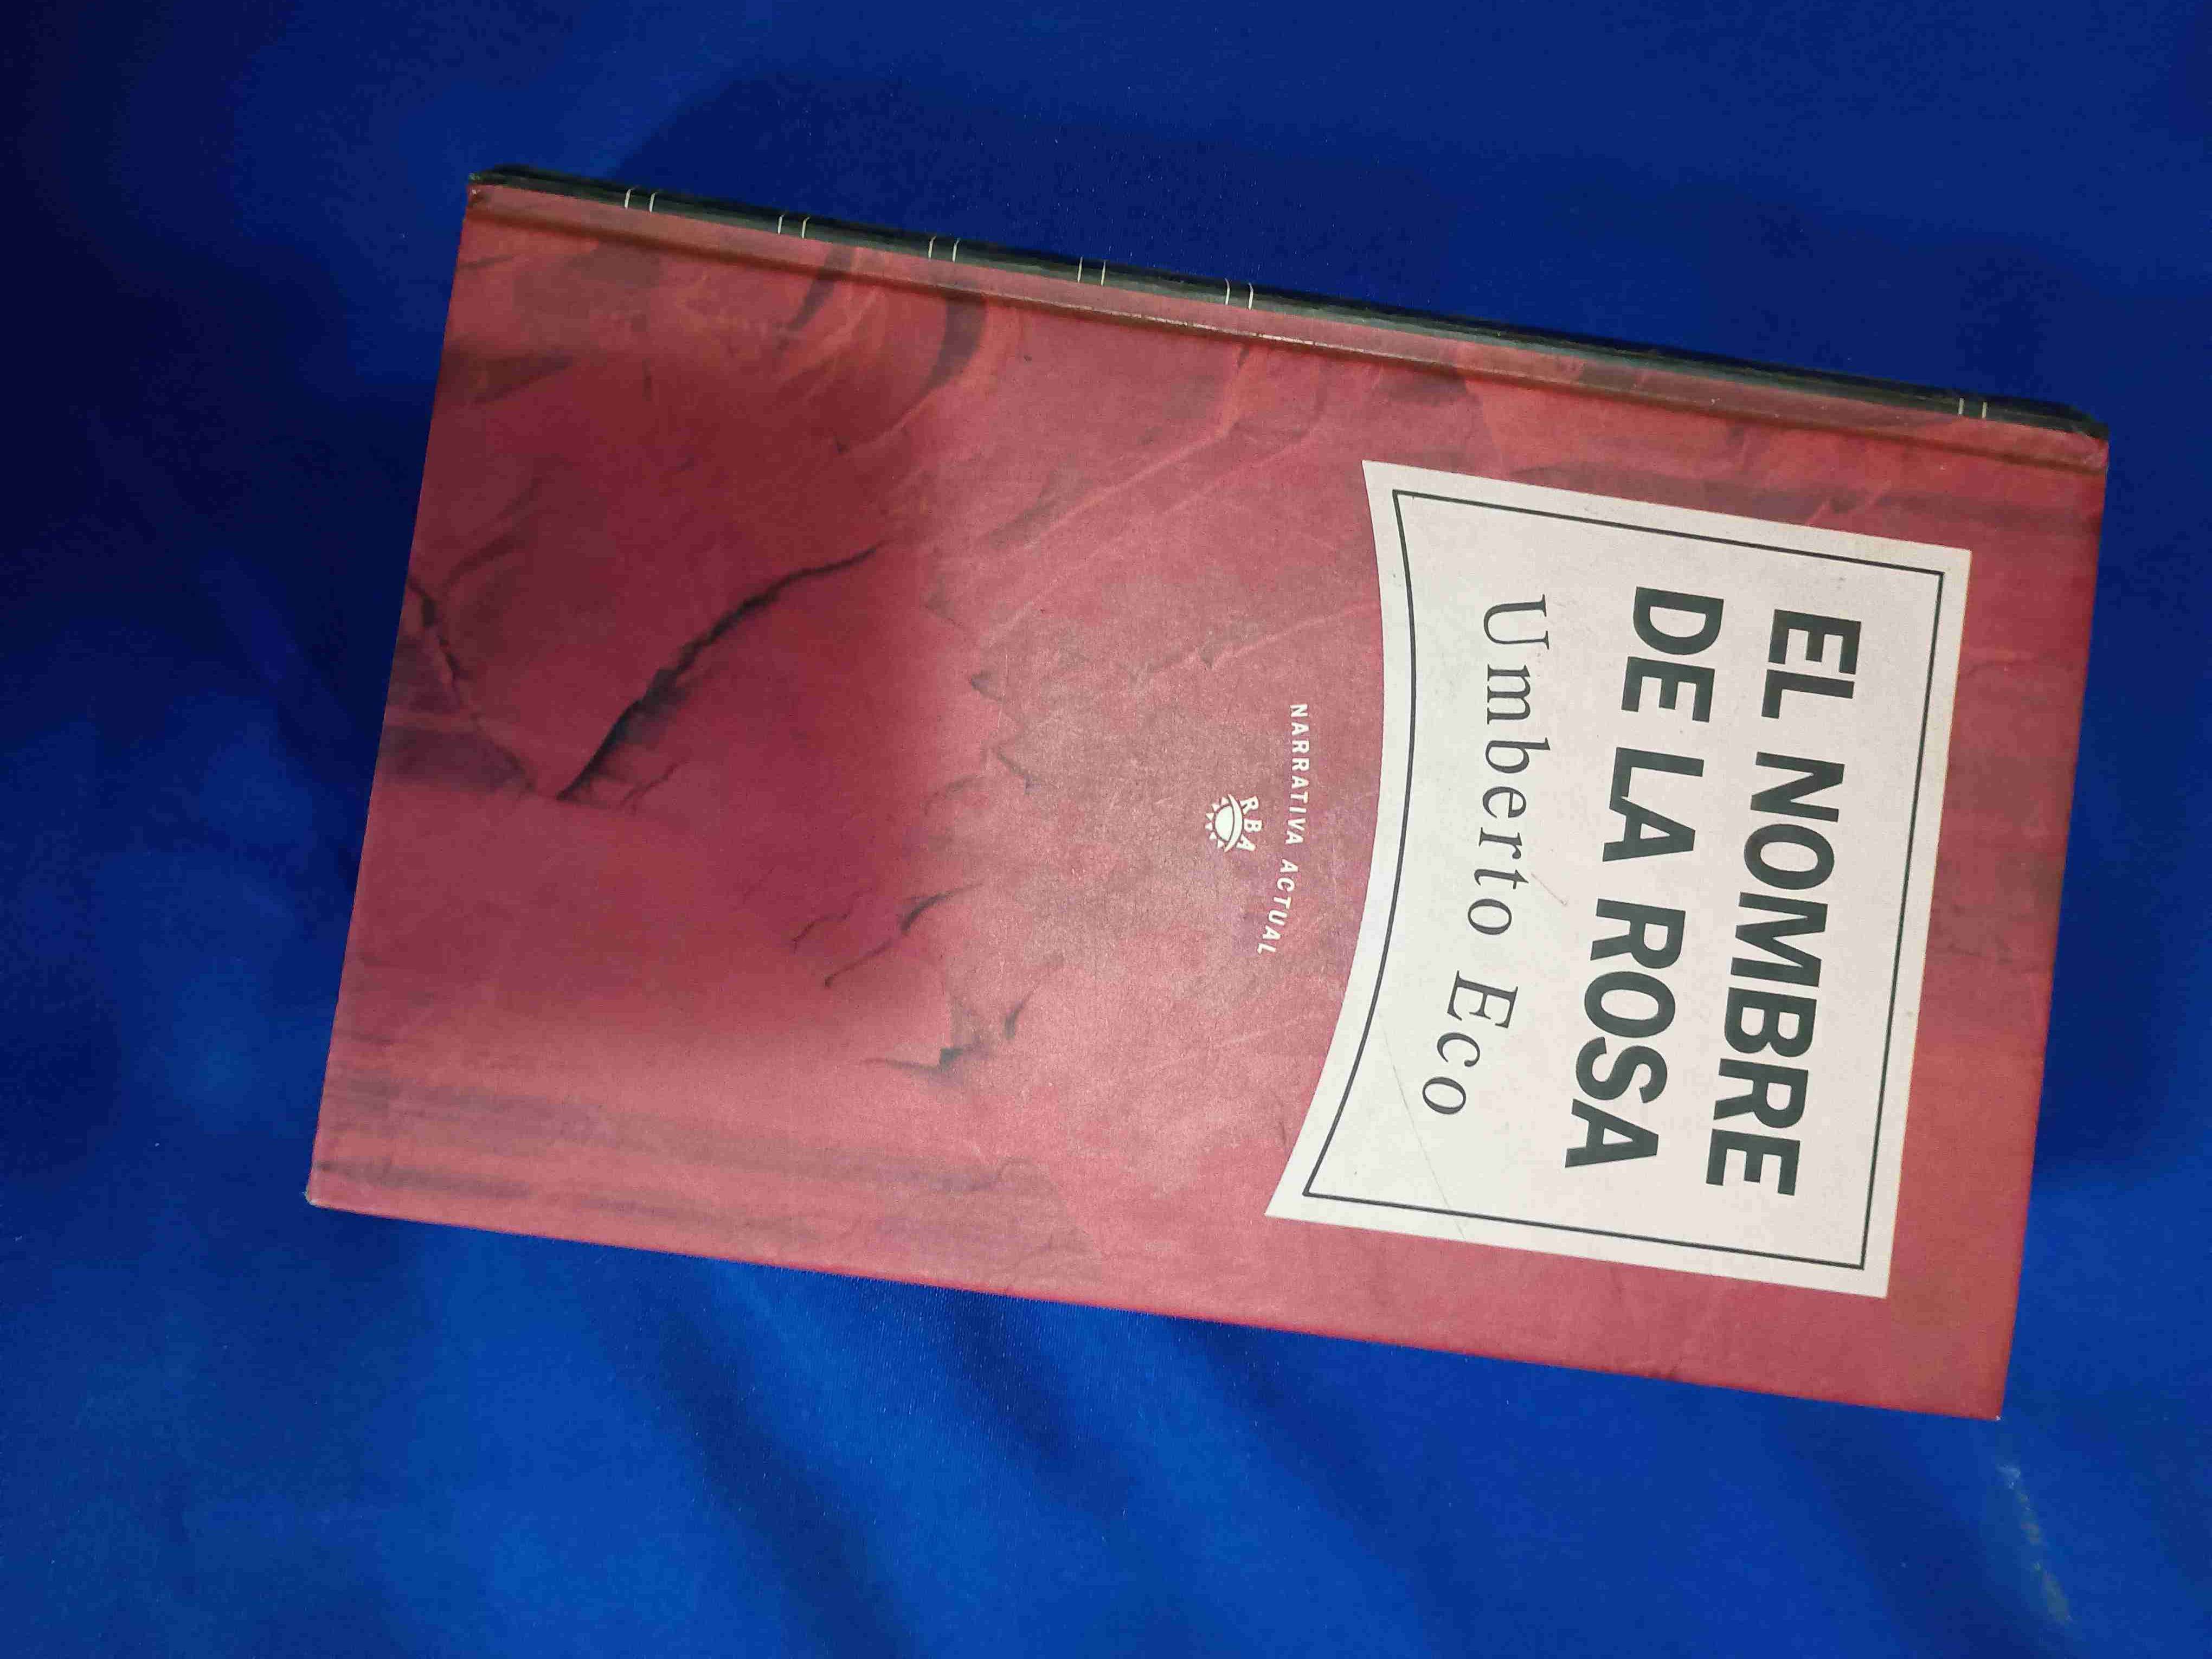 EL NOMBRE
DE LA ROSA
Umberto Eco
NARRATIVA ACTUAL
RBA